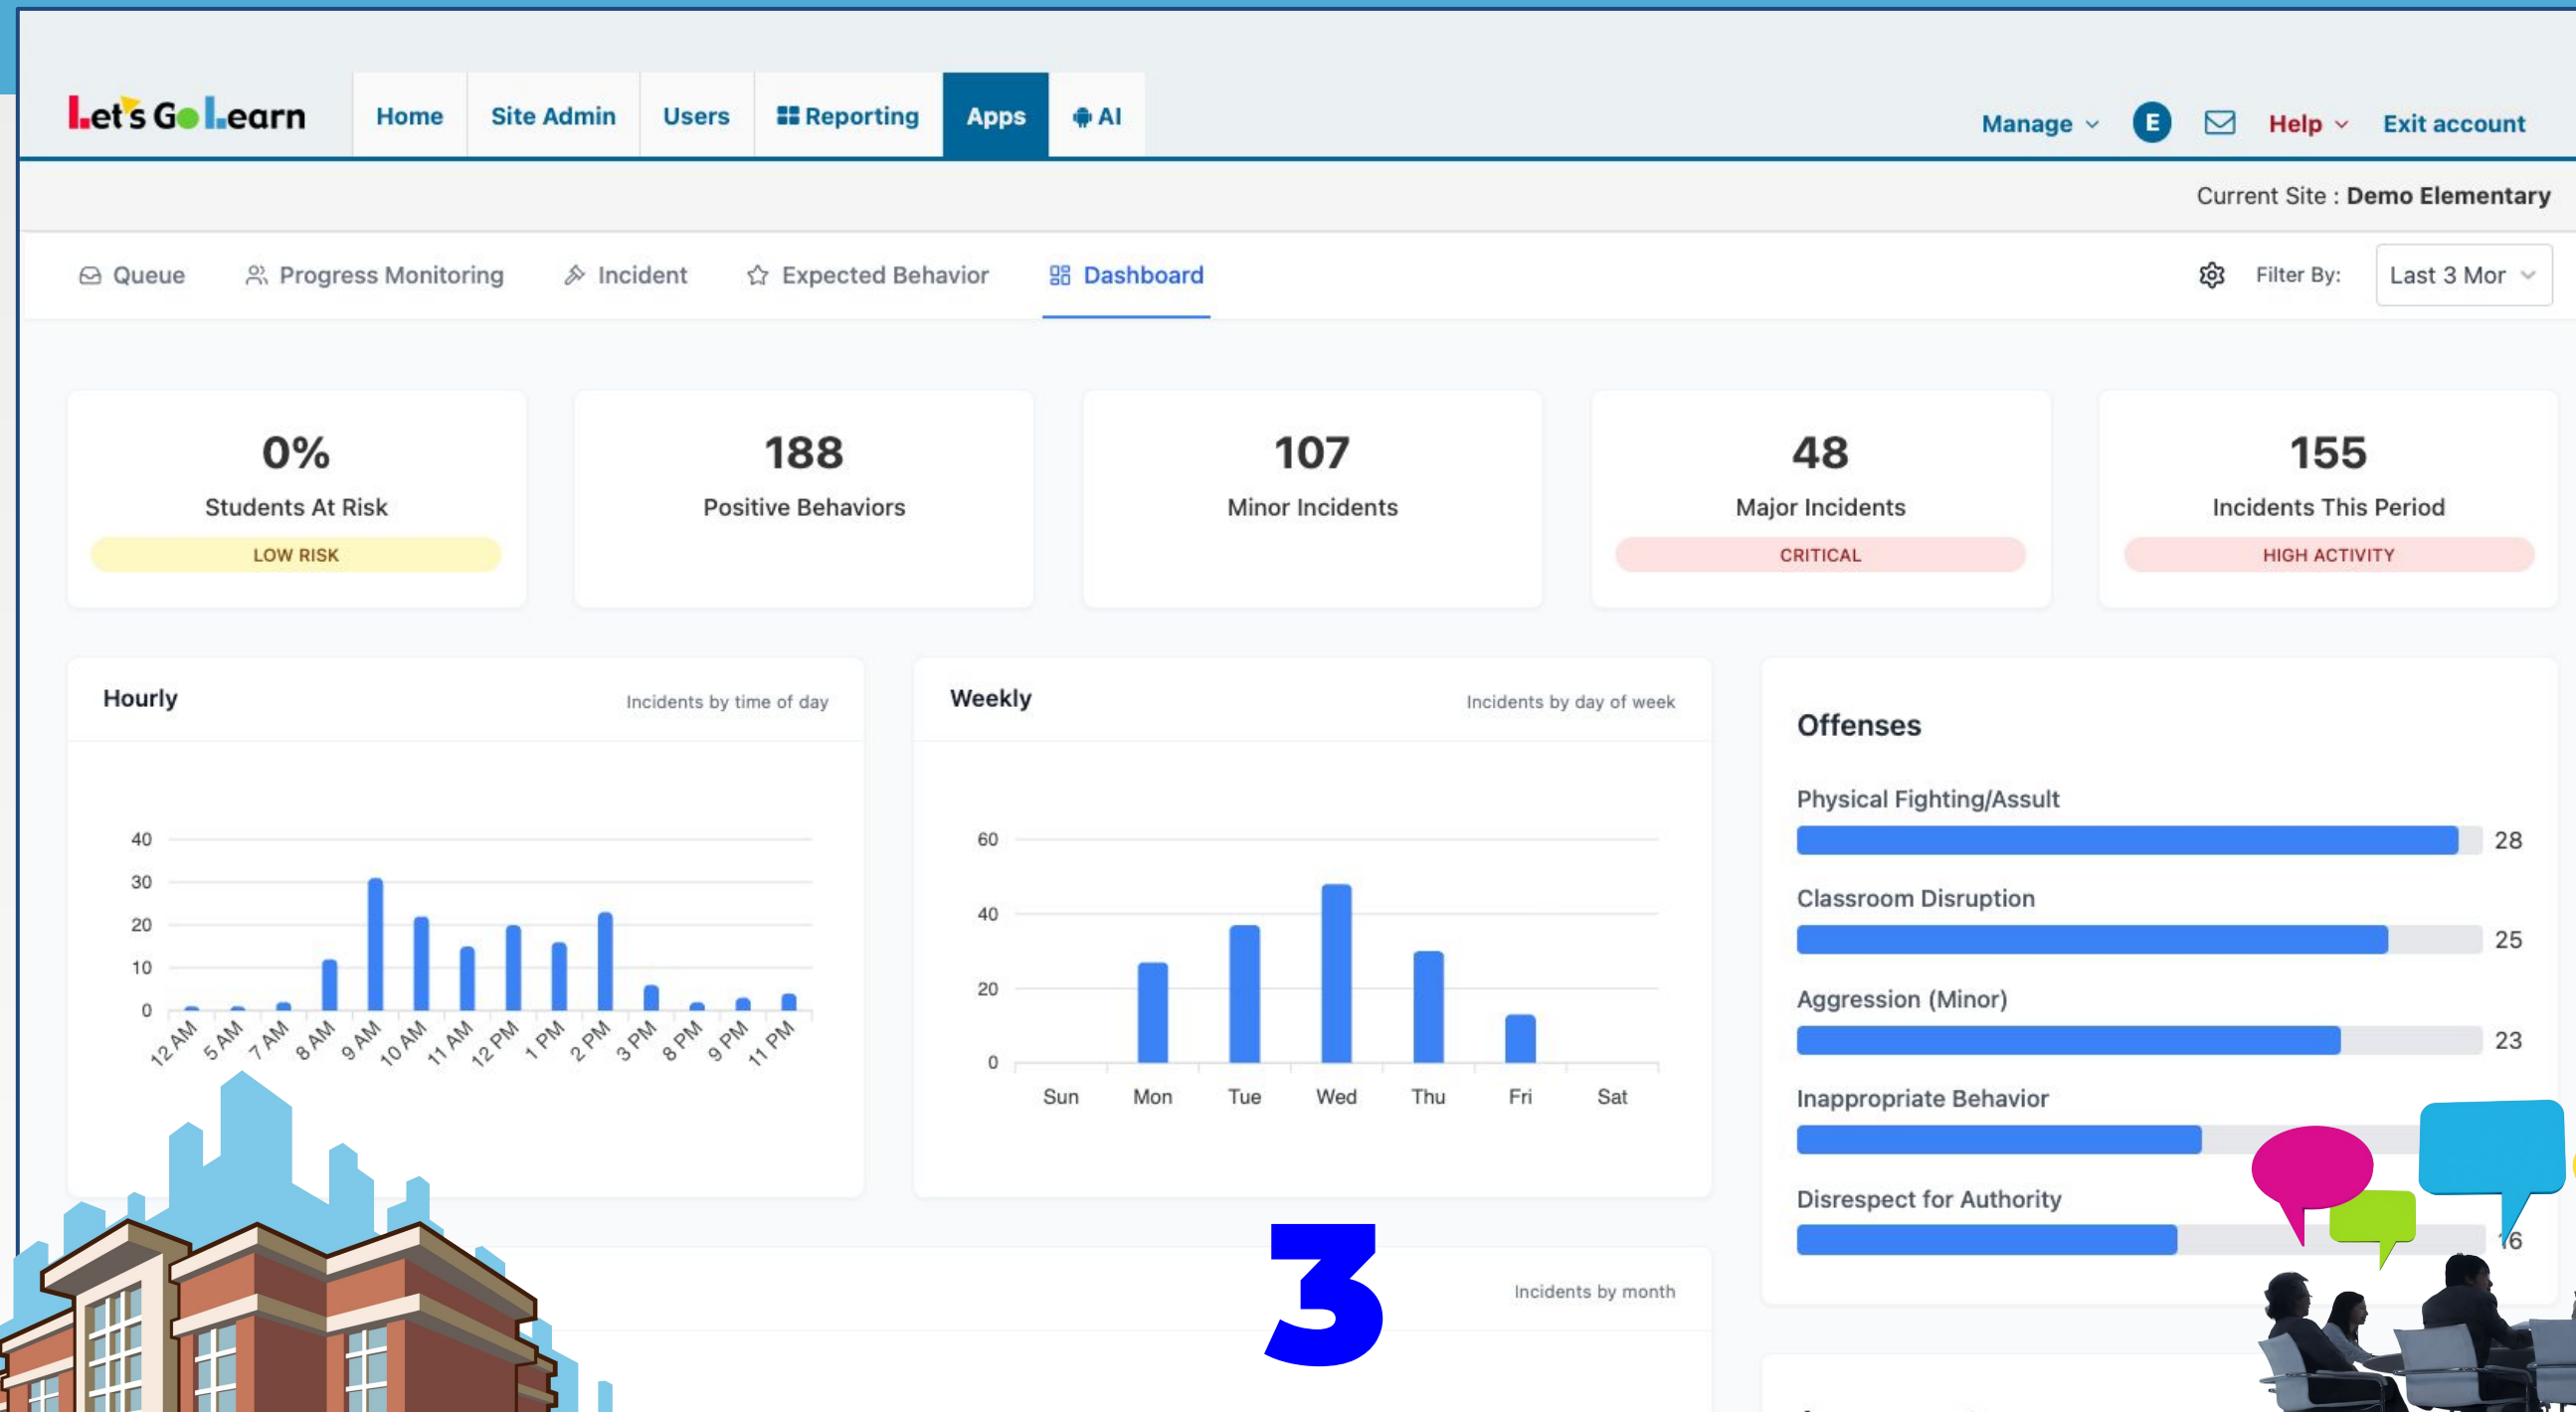 Let's Go Learn
Home Site Admin Users Reporting Apps AI
Manage E Help Exit account
Current Site : Demo Elementary
Queue Progress Monitoring Incident Expected Behavior Dashboard
Filter By: Last 3 Mor
0%
Students At Risk
LOW RISK
188
Positive Behaviors
107
Minor Incidents
48
Major Incidents
CRITICAL
155
Incidents This Period
HIGH ACTIVITY
Hourly Incidents by time of day
40
30
20
10
0
12 AM 5 AM 7 AM 8 AM 9 AM 10 AM 11 AM 12 PM 1 PM 2 PM 3 PM 8 PM 9 PM 11 PM
Weekly Incidents by day of week
60
40
20
0
Sun Mon Tue Wed Thu Fri Sat
Offenses
Physical Fighting/Assult
28
Classroom Disruption
25
Aggression (Minor)
23
Inappropriate Behavior
Disrespect for Authority
16
Incidents by month
3